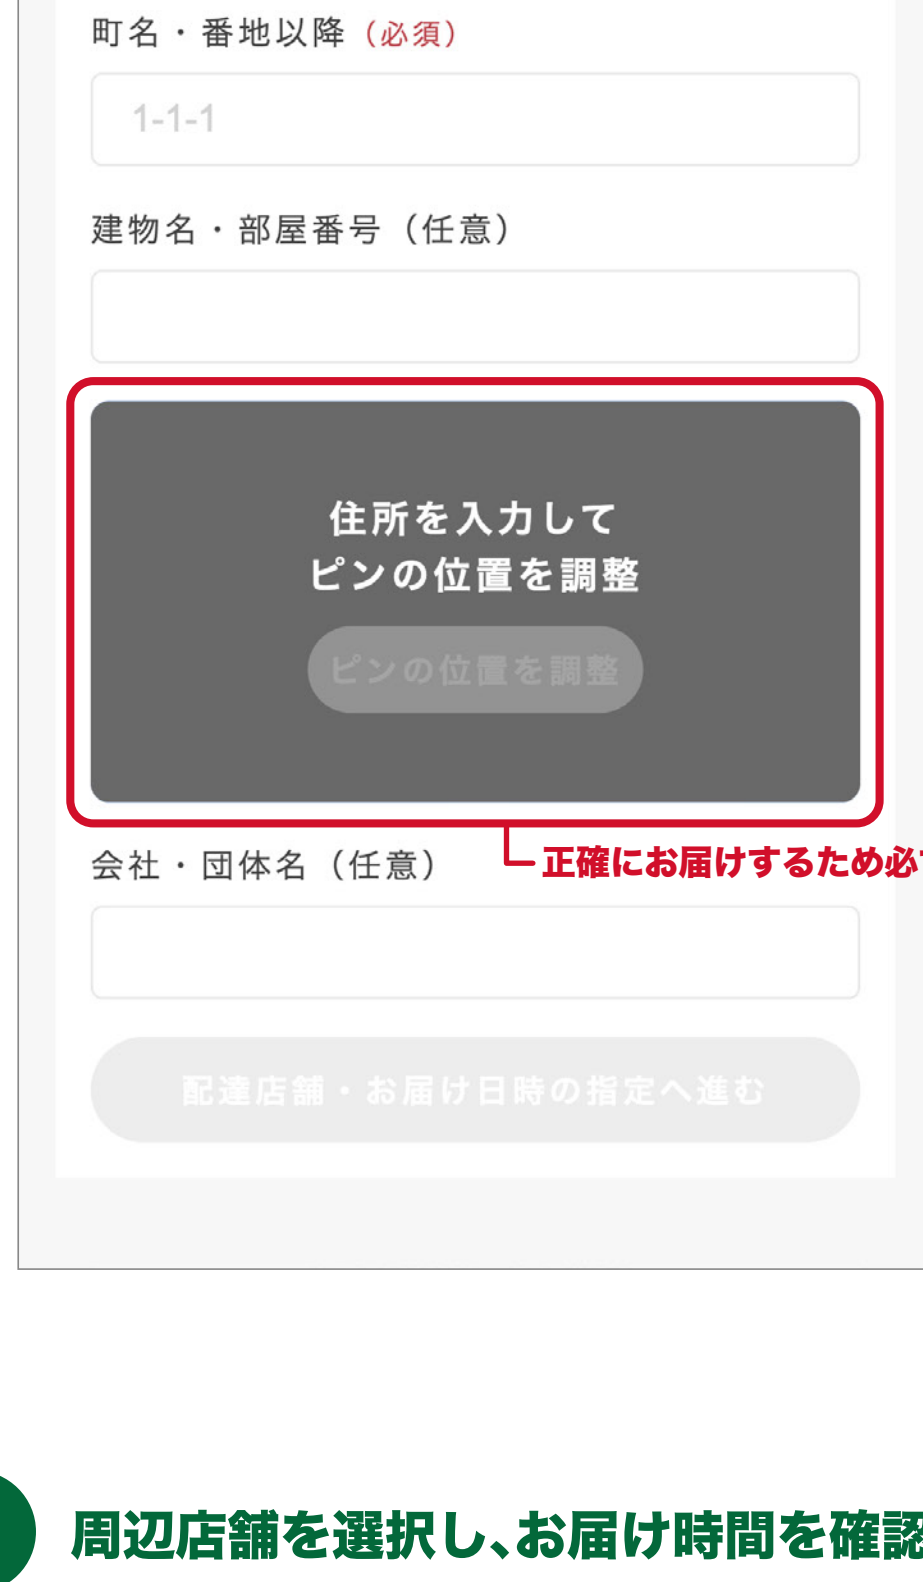 町名・番地以降（必須）
1-1-1
建物名・部屋番号（任意）
住所を入力して
ピンの位置を調整
ピンの位置を調整
会社・団体名（任意）
正確にお届けするため必
配達店舗・お届け日時の指定へ進む
周辺店舗を選択し、お届け時間を確認